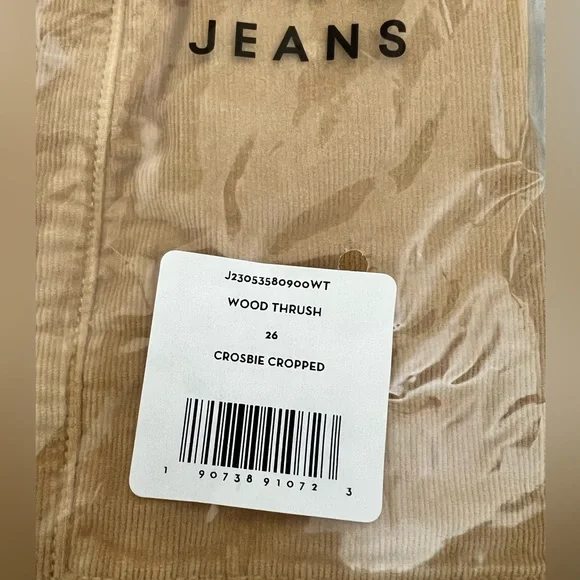 JEANS
J23053580900WT
WOOD THRUSH
26
CROSBIE CROPPED
1 90738 91072 3